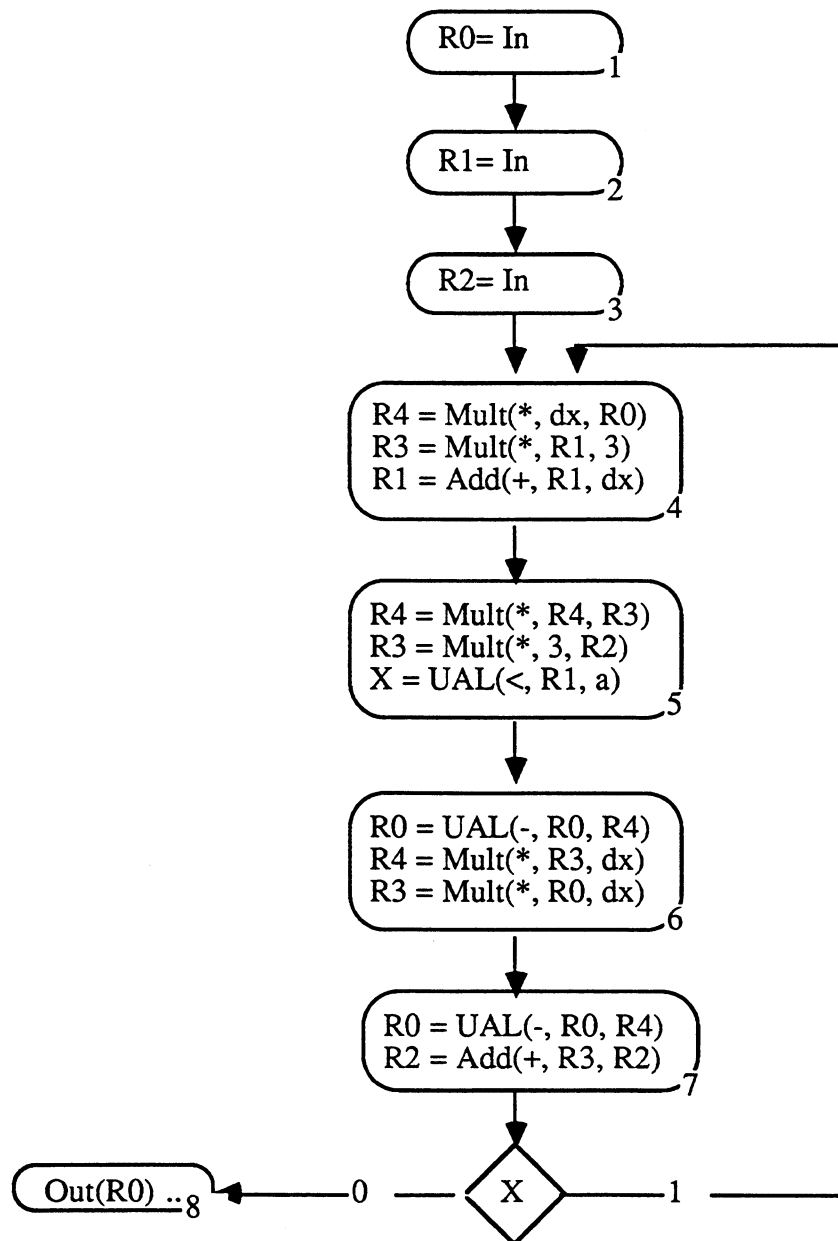 R0= In
1
R1= In
2
R2= In
3
R4 = Mult(*, dx, R0)
R3 = Mult(*, R1, 3)
R1 = Add(+, R1, dx)
4
R4 = Mult(*, R4, R3)
R3 = Mult(*, 3, R2)
X = UAL(<, R1, a)
5
R0 = UAL(-, R0, R4)
R4 = Mult(*, R3, dx)
R3 = Mult(*, R0, dx)
6
R0 = UAL(-, R0, R4)
R2 = Add(+, R3, R2)
7
Out(R0) ..
8
0
X
1